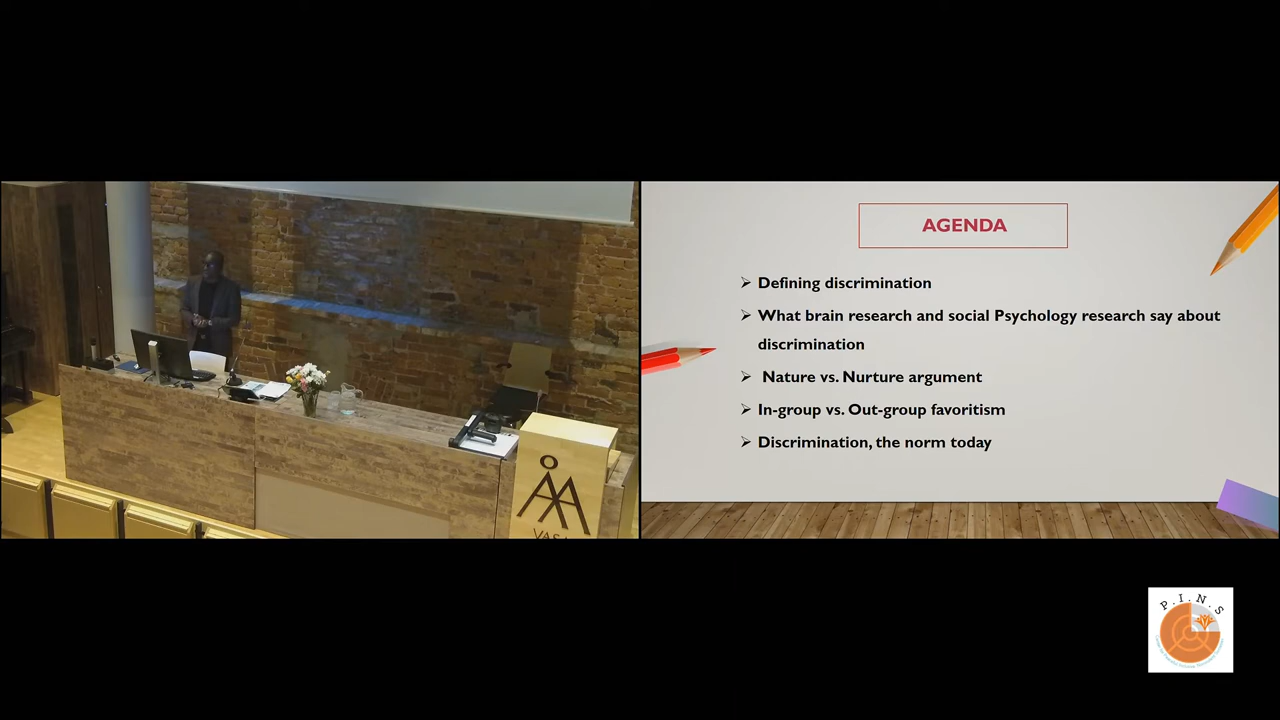 AGENDA
Defining discrimination
What brain research and social Psychology research say about
discrimination
Nature vs. Nurture argument
In-group vs. Out-group favoritism
Discrimination, the norm today
VASA
P.I.N.S